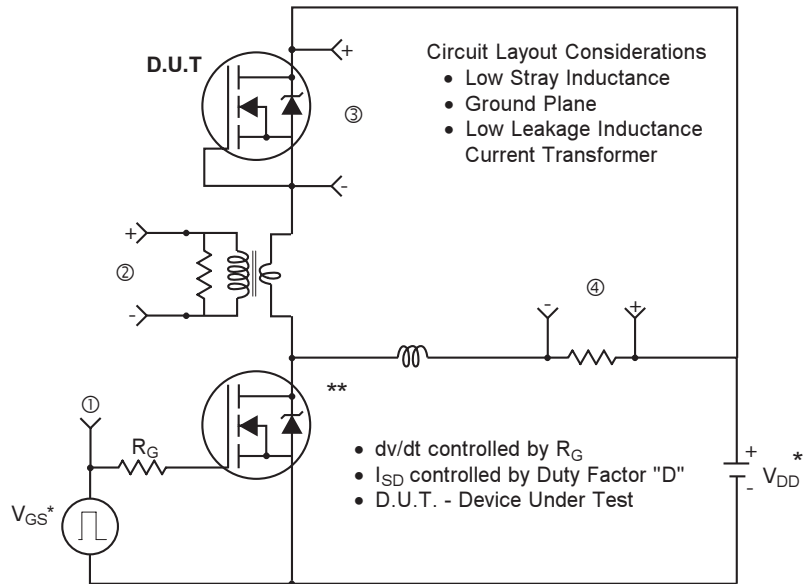 D.U.T
+
③
-
Circuit Layout Considerations
• Low Stray Inductance
• Ground Plane
• Low Leakage Inductance
Current Transformer
+
②
-
④
- +
**
①
R_G
V_GS*
• dv/dt controlled by R_G
• I_SD controlled by Duty Factor "D"
• D.U.T. - Device Under Test
+
V_DD*
-